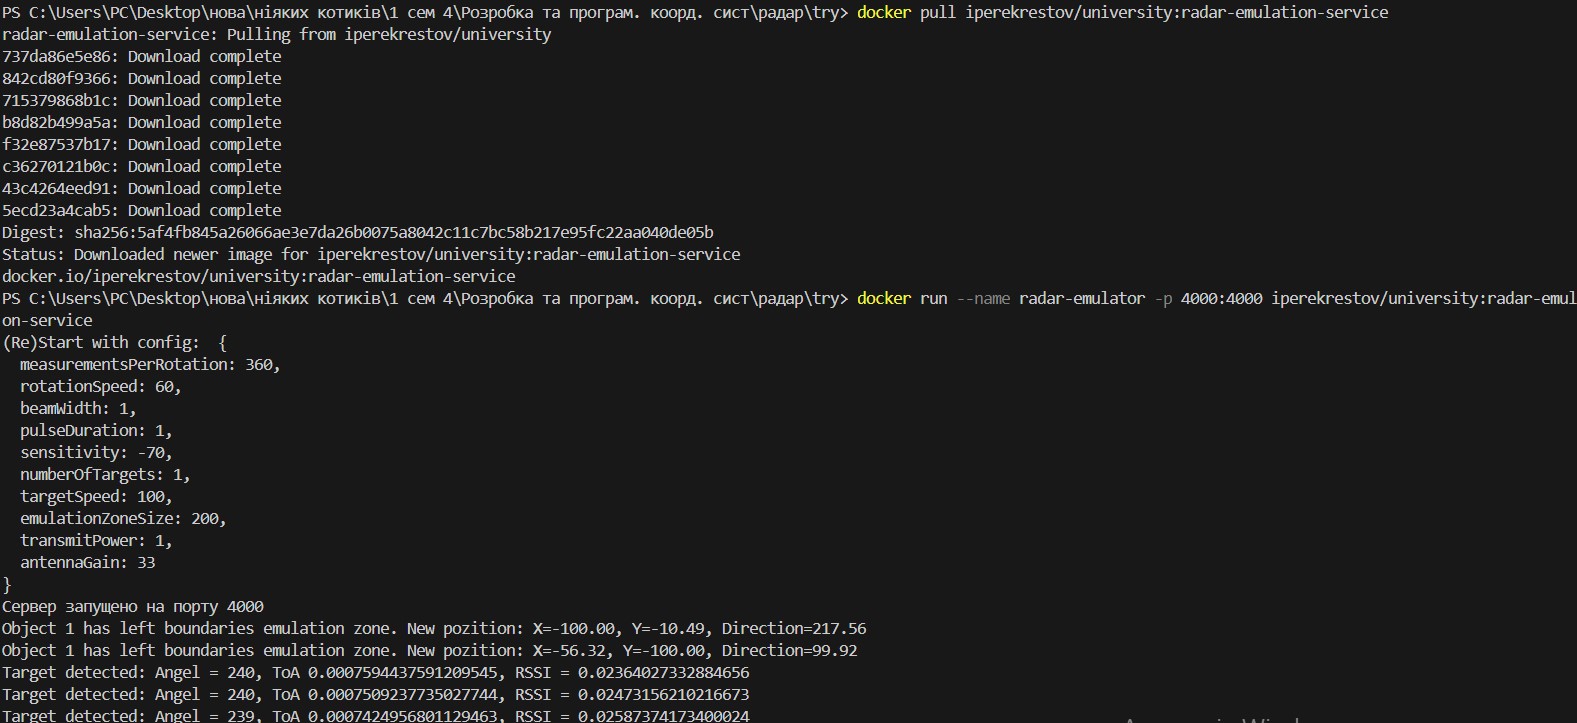 PS C:\Users\PC\Desktop\нова\ніяких котиків\1 сем 4\Розробка та програм. коорд. сист\радар\try> docker pull iperekrestov/university:radar-emulation-service
radar-emulation-service: Pulling from iperekrestov/university
737da86e5e86: Download complete
842cd80f9366: Download complete
715379868b1c: Download complete
b8d82b499a5a: Download complete
f32e87537b17: Download complete
c36270121b0c: Download complete
43c4264eed91: Download complete
5ecd23a4cab5: Download complete
Digest: sha256:5af4fb845a26066ae3e7da26b0075a8042c11c7bc58b217e95fc22aa040de05b
Status: Downloaded newer image for iperekrestov/university:radar-emulation-service
docker.io/iperekrestov/university:radar-emulation-service
PS C:\Users\PC\Desktop\нова\ніяких котиків\1 сем 4\Розробка та програм. коорд. сист\радар\try> docker run --name radar-emulator -p 4000:4000 iperekrestov/university:radar-emul
on-service
(Re)Start with config:  {
  measurementsPerRotation: 360,
  rotationSpeed: 60,
  beamWidth: 1,
  pulseDuration: 1,
  sensitivity: -70,
  numberOfTargets: 1,
  targetSpeed: 100,
  emulationZoneSize: 200,
  transmitPower: 1,
  antennaGain: 33
}
Сервер запущено на порту 4000
Object 1 has left boundaries emulation zone. New pozition: X=-100.00, Y=-10.49, Direction=217.56
Object 1 has left boundaries emulation zone. New pozition: X=-56.32, Y=-100.00, Direction=99.92
Target detected: Angel = 240, ToA 0.0007594437591209545, RSSI = 0.02364027332884656
Target detected: Angel = 240, ToA 0.0007509237735027744, RSSI = 0.02473156210216673
Target detected: Angel = 239, ToA 0.0007424956801129463, RSSI = 0.02587374173400024